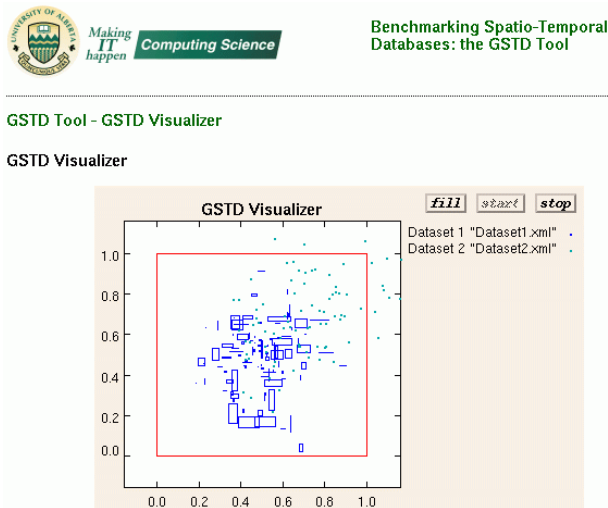 UNIVERSITY OF ALBERTA
Making
IT
happen
Computing Science
Benchmarking Spatio-Temporal
Databases: the GSTD Tool
GSTD Tool - GSTD Visualizer
GSTD Visualizer
GSTD Visualizer
fill start stop
Dataset 1 "Dataset1.xml"
Dataset 2 "Dataset2.xml"
1.0
0.8
0.6
0.4
0.2
0.0
0.0 0.2 0.4 0.6 0.8 1.0